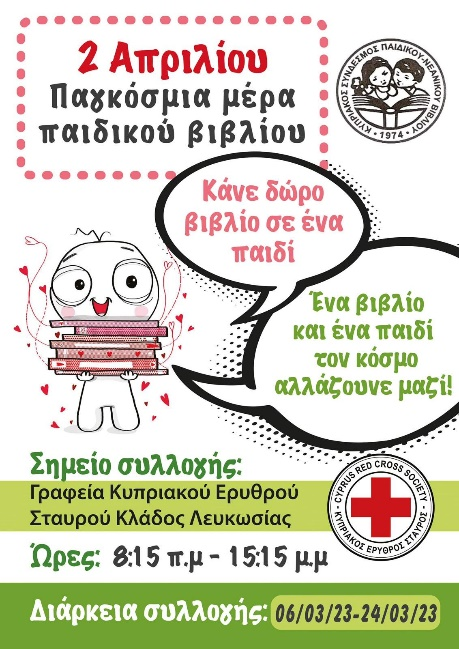 2 Απριλίου
Παγκόσμια μέρα
παιδικού βιβλίου
ΚΥΠΡΙΑΚΟΣ ΣΥΝΔΕΣΜΟΣ ΠΑΙΔΙΚΟΥ-ΝΕΑΝΙΚΟΥ ΒΙΒΛΙΟΥ
• 1974 •
Κάνε δώρο
βιβλίο σε ένα
παιδί
Ένα βιβλίο
και ένα παιδί
τον κόσμο
αλλάζουνε μαζί!
Σημείο συλλογής:
Γραφεία Κυπριακού Ερυθρού
Σταυρού Κλάδος Λευκωσίας
CYPRUS RED CROSS SOCIETY
ΚΥΠΡΙΑΚΟΣ ΕΡΥΘΡΟΣ ΣΤΑΥΡΟΣ
Ώρες: 8:15 π.μ - 15:15 μ.μ
Διάρκεια συλλογής: 06/03/23-24/03/23